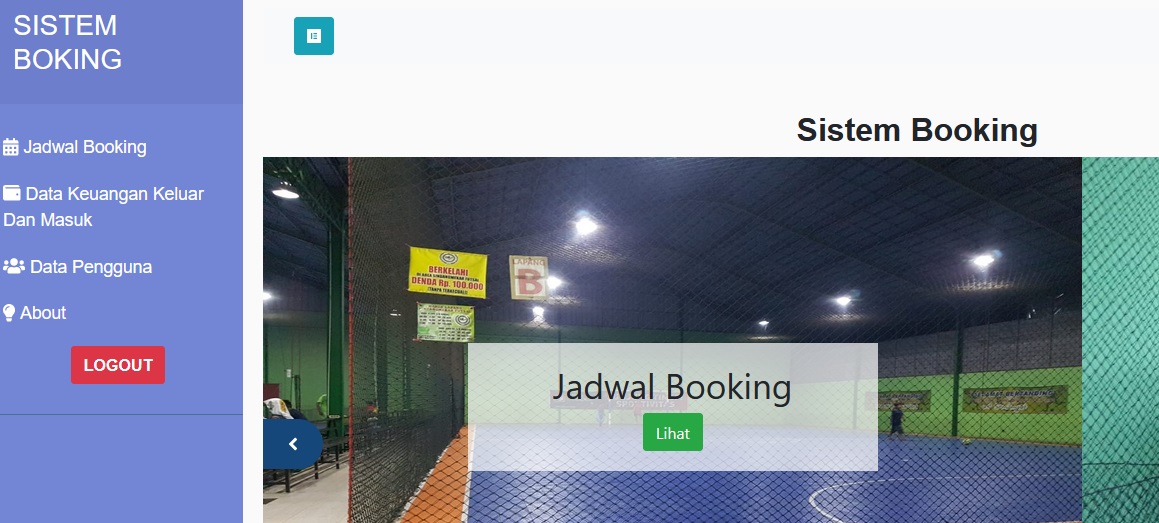 SISTEM
BOKING
Jadwal Booking
Data Keuangan Keluar
Dan Masuk
Data Pengguna
About
LOGOUT
Sistem Booking
BERKELAHI
DENDA Rp. 100.000
B
Jadwal Booking
Lihat